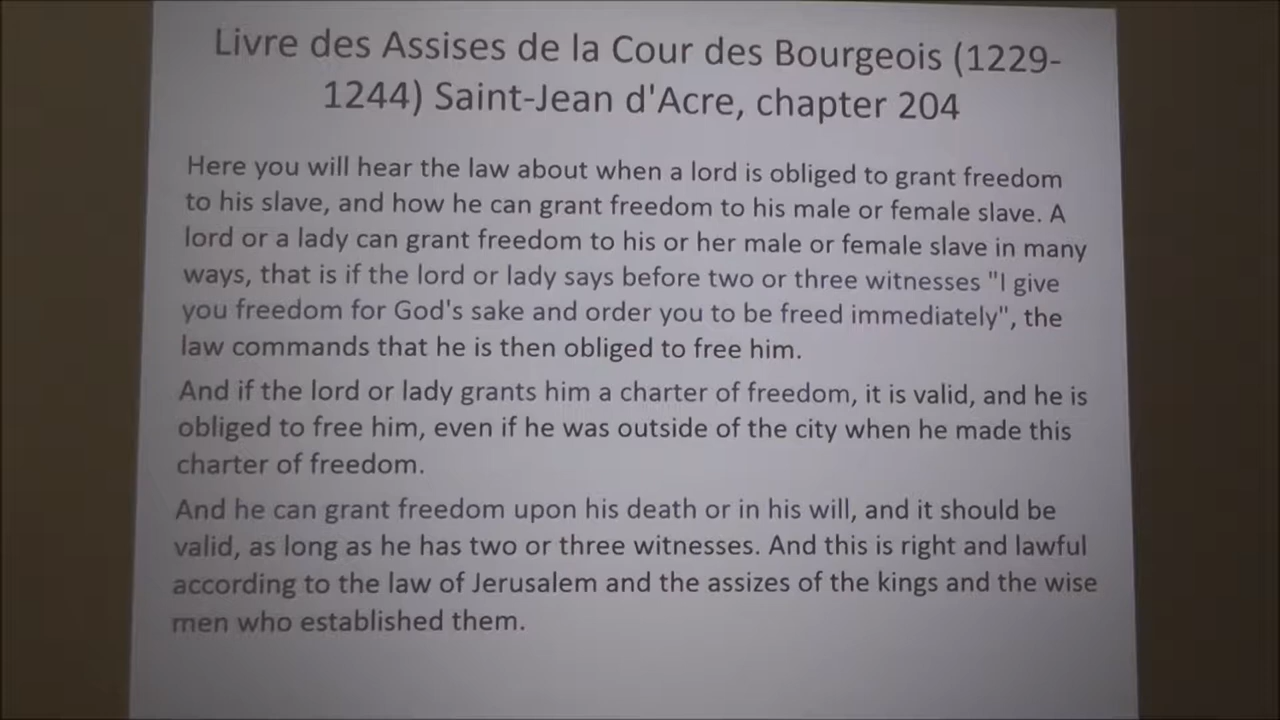 Livre des Assises de la Cour des Bourgeois (1229-
1244) Saint-Jean d'Acre, chapter 204
Here you will hear the law about when a lord is obliged to grant freedom
to his slave, and how he can grant freedom to his male or female slave. A
lord or a lady can grant freedom to his or her male or female slave in many
ways, that is if the lord or lady says before two or three witnesses "I give
you freedom for God's sake and order you to be freed immediately", the
law commands that he is then obliged to free him.
And if the lord or lady grants him a charter of freedom, it is valid, and he is
obliged to free him, even if he was outside of the city when he made this
charter of freedom.
And he can grant freedom upon his death or in his will, and it should be
valid, as long as he has two or three witnesses. And this is right and lawful
according to the law of Jerusalem and the assizes of the kings and the wise
men who established them.